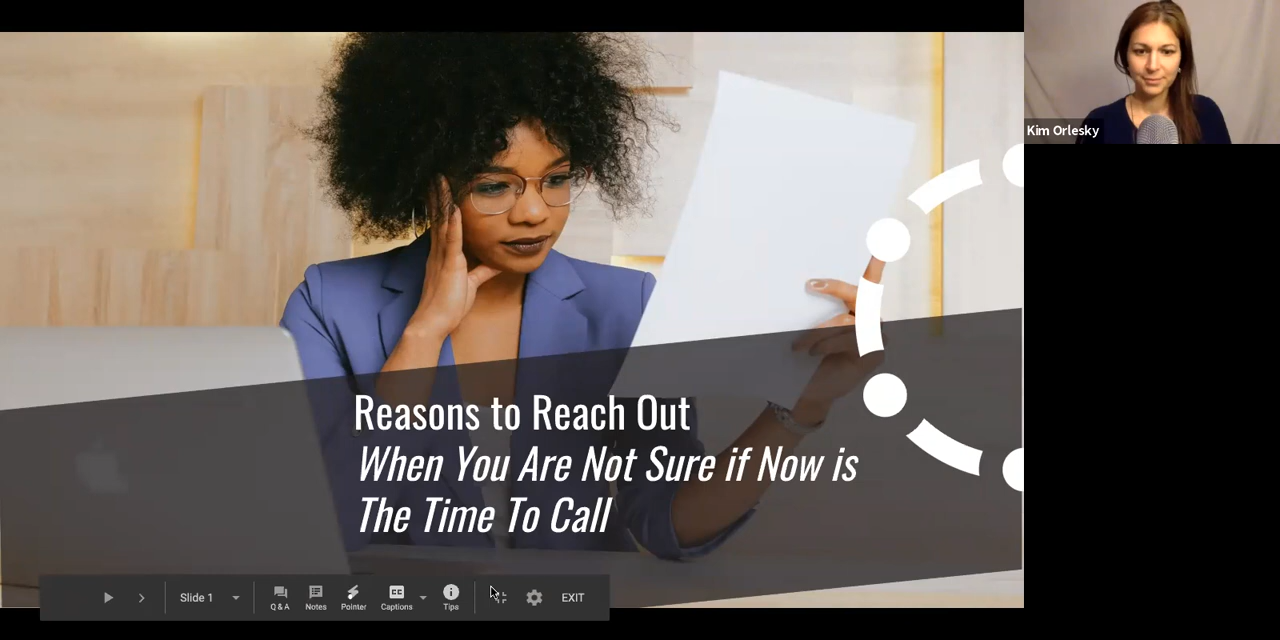 Kim Orlesky
Reasons to Reach Out
When You Are Not Sure if Now is
The Time To Call
Slide 1
Q & A
Notes
Pointer
Captions
Tips
EXIT